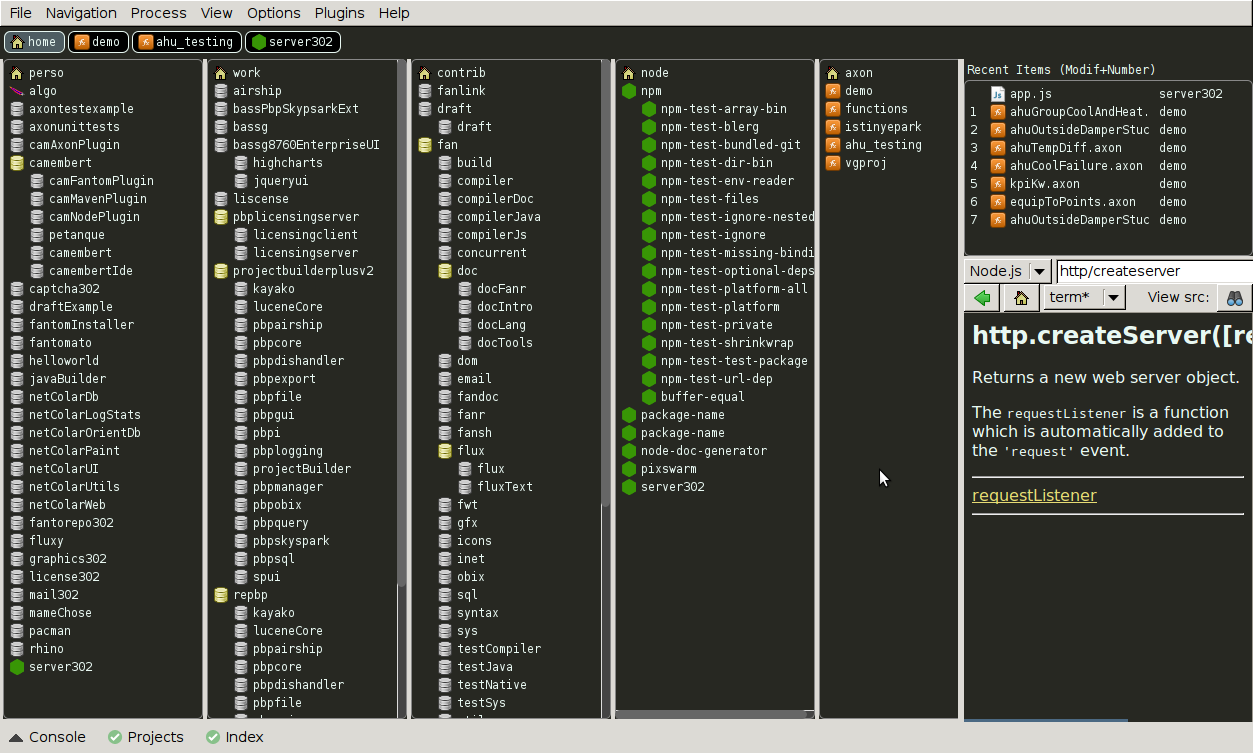 File Navigation Process View Options Plugins Help
home demo ahu_testing server302
perso
algo
axontestexample
axonunittests
camAxonPlugin
camembert
camFantomPlugin
camMavenPlugin
camNodePlugin
petanque
camembert
camembertIde
captcha302
draftExample
fantomInstaller
fantomato
helloworld
javaBuilder
netColarDb
netColarLogStats
netColarOrientDb
netColarPaint
netColarUI
netColarUtils
netColarWeb
fantorepo302
fluxy
graphics302
license302
mail302
mameChose
pacman
rhino
server302
work
airship
bassPbpSkypsarkExt
bassg
bassg8760EnterpriseUI
highcharts
jqueryui
liscense
pbplicensingserver
licensingclient
licensingserver
projectbuilderplusv2
kayako
luceneCore
pbpairship
pbpcore
pbpdishandler
pbpexport
pbpfile
pbpgui
pbpi
pbplogging
projectBuilder
pbpmanager
pbpobix
pbpquery
pbpskyspark
pbpsql
spui
repbp
kayako
luceneCore
pbpairship
pbpcore
pbpdishandler
pbpfile
contrib
fanlink
draft
draft
fan
build
compiler
compilerDoc
compilerJava
compilerJs
concurrent
doc
docFanr
docIntro
docLang
docTools
dom
email
fandoc
fanr
fansh
flux
flux
fluxText
fwt
gfx
icons
inet
obix
sql
syntax
sys
testCompiler
testJava
testNative
testSys
node
npm
npm-test-array-bin
npm-test-blerg
npm-test-bundled-git
npm-test-dir-bin
npm-test-env-reader
npm-test-files
npm-test-ignore-nested
npm-test-ignore
npm-test-missing-bindi
npm-test-optional-deps
npm-test-platform-all
npm-test-platform
npm-test-private
npm-test-shrinkwrap
npm-test-test-package
npm-test-url-dep
buffer-equal
package-name
package-name
node-doc-generator
pixswarm
server302
axon
demo
functions
istinyepark
ahu_testing
vgproj
Recent Items (Modif+Number)
Js app.js server302
1 ahuGroupCoolAndHeat. demo
2 ahuOutsideDamperStuc demo
3 ahuTempDiff.axon demo
4 ahuCoolFailure.axon demo
5 kpiKw.axon demo
6 equipToPoints.axon demo
7 ahuOutsideDamperStuc demo
Node.js http/createserver
term* View src:
http.createServer([re
Returns a new web server object.
The requestListener is a function
which is automatically added to
the 'request' event.
requestListener
Console Projects Index